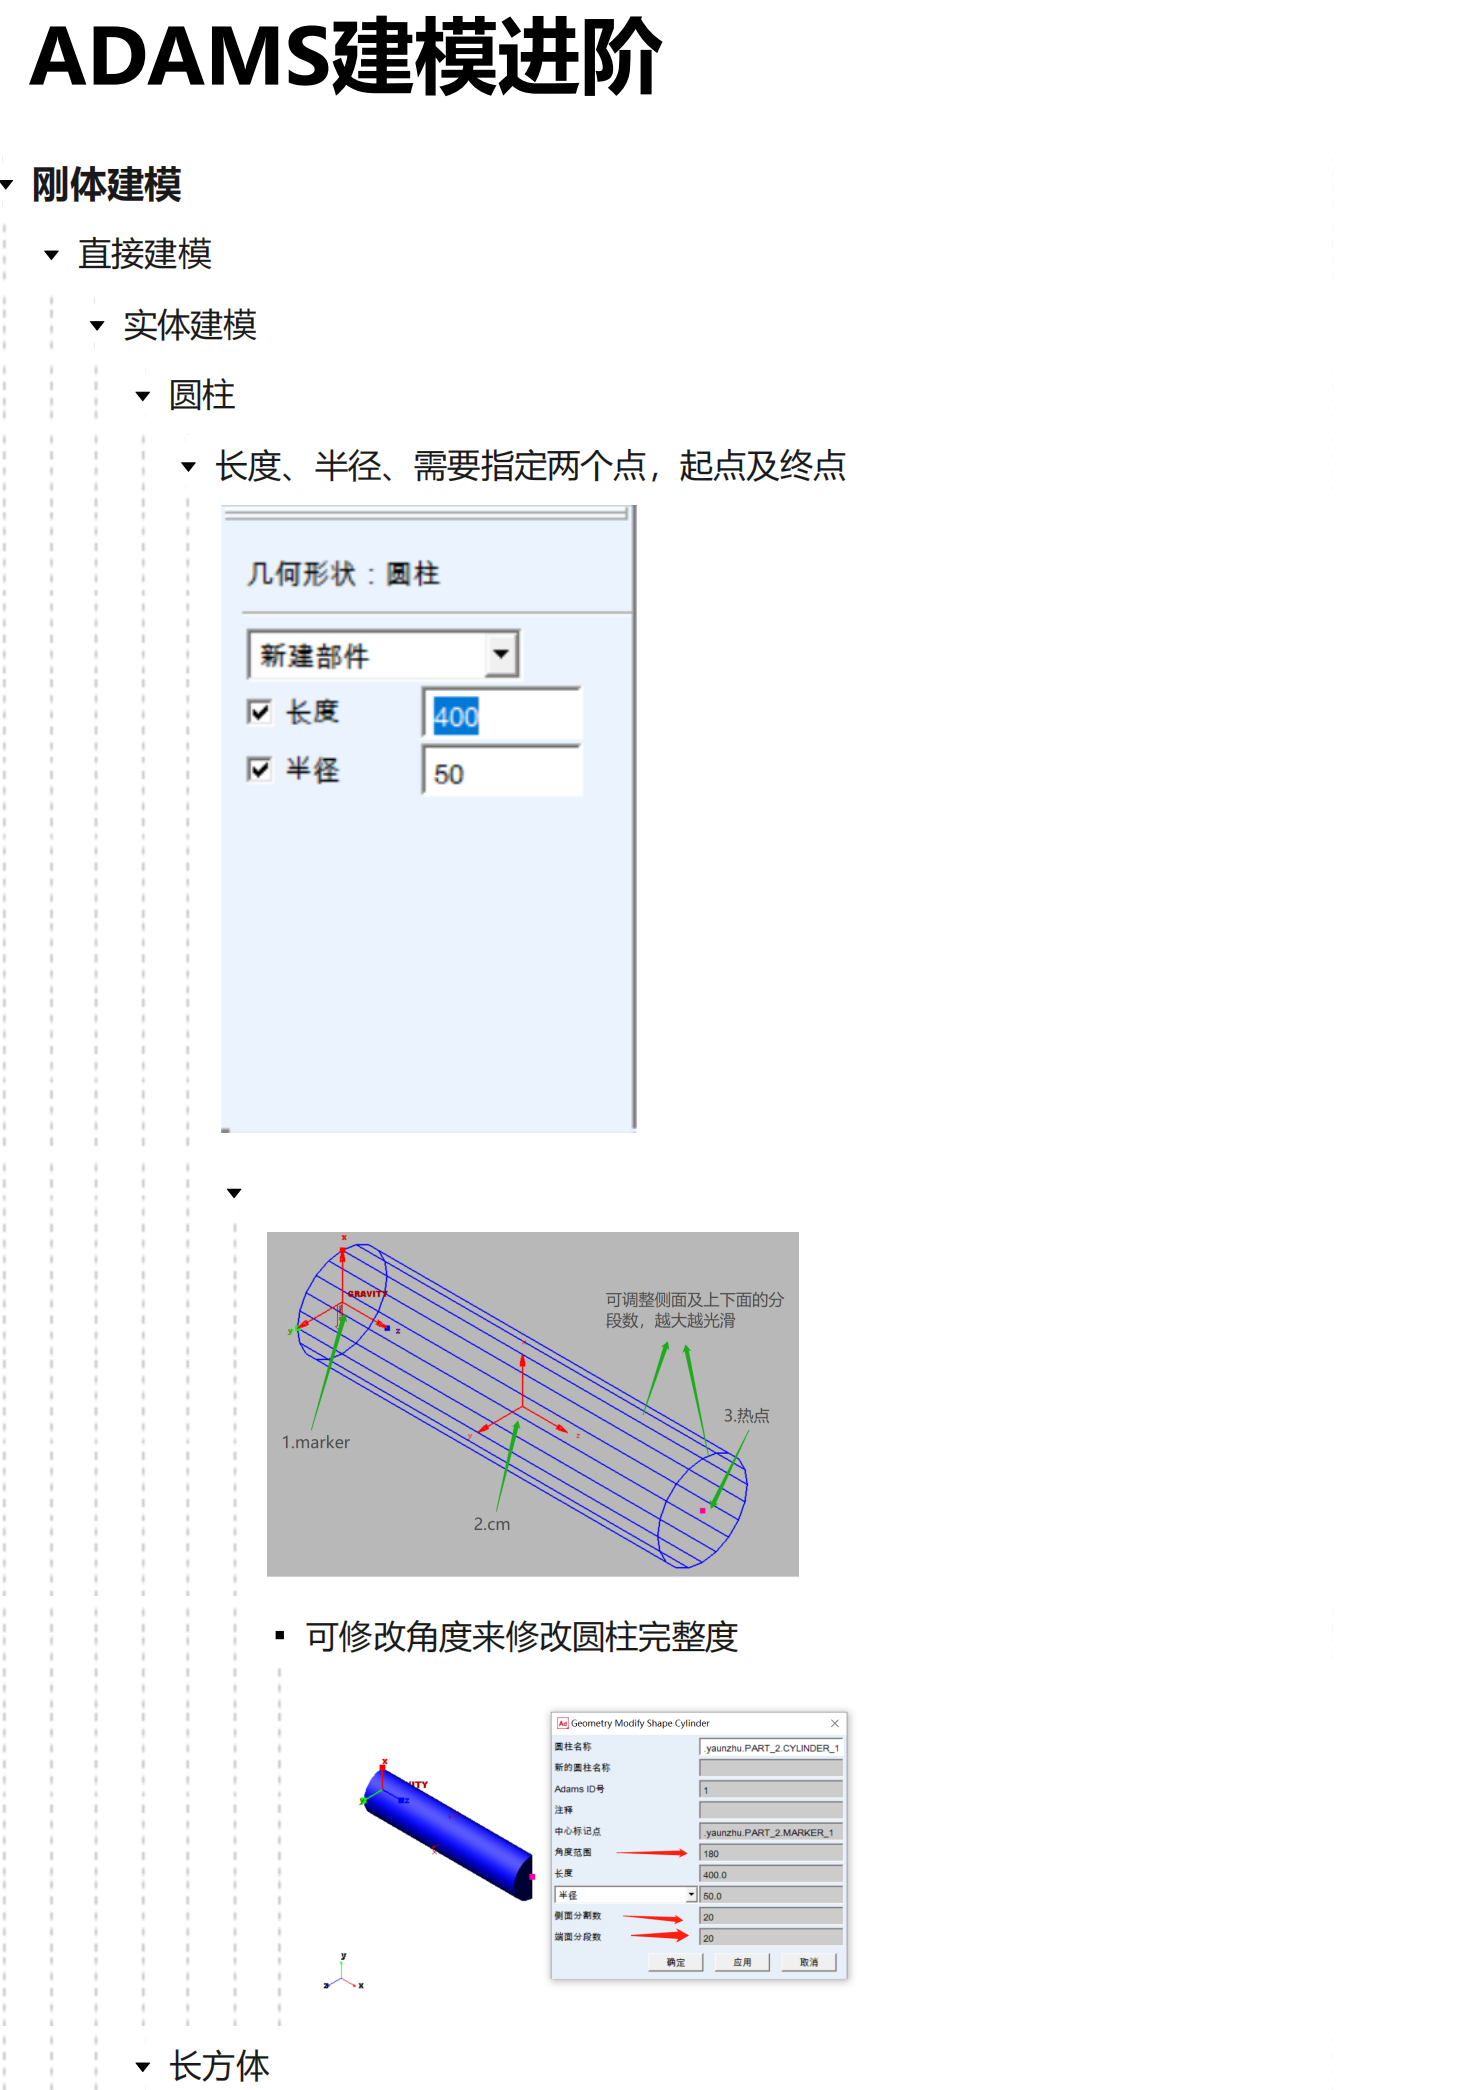 ADAMS建模进阶
刚体建模
直接建模
实体建模
圆柱
长度、半径、需要指定两个点，起点及终点
几何形状：圆柱
新建部件
长度 400
半径 50
x
GRAVITY
y z
可调整侧面及上下面的分
段数，越大越光滑
3.热点
1.marker
y z
2.cm
可修改角度来修改圆柱完整度
Ad Geometry Modify Shape Cylinder
圆柱名称 .yaunzhu.PART_2.CYLINDER_1
新的圆柱名称
Adams ID号 1
注释
中心标记点 .yaunzhu.PART_2.MARKER_1
角度范围 180
长度 400.0
半径 50.0
侧面分割数 20
端面分段数 20
确定 应用 取消
x
VITY
y z
y
z x
长方体